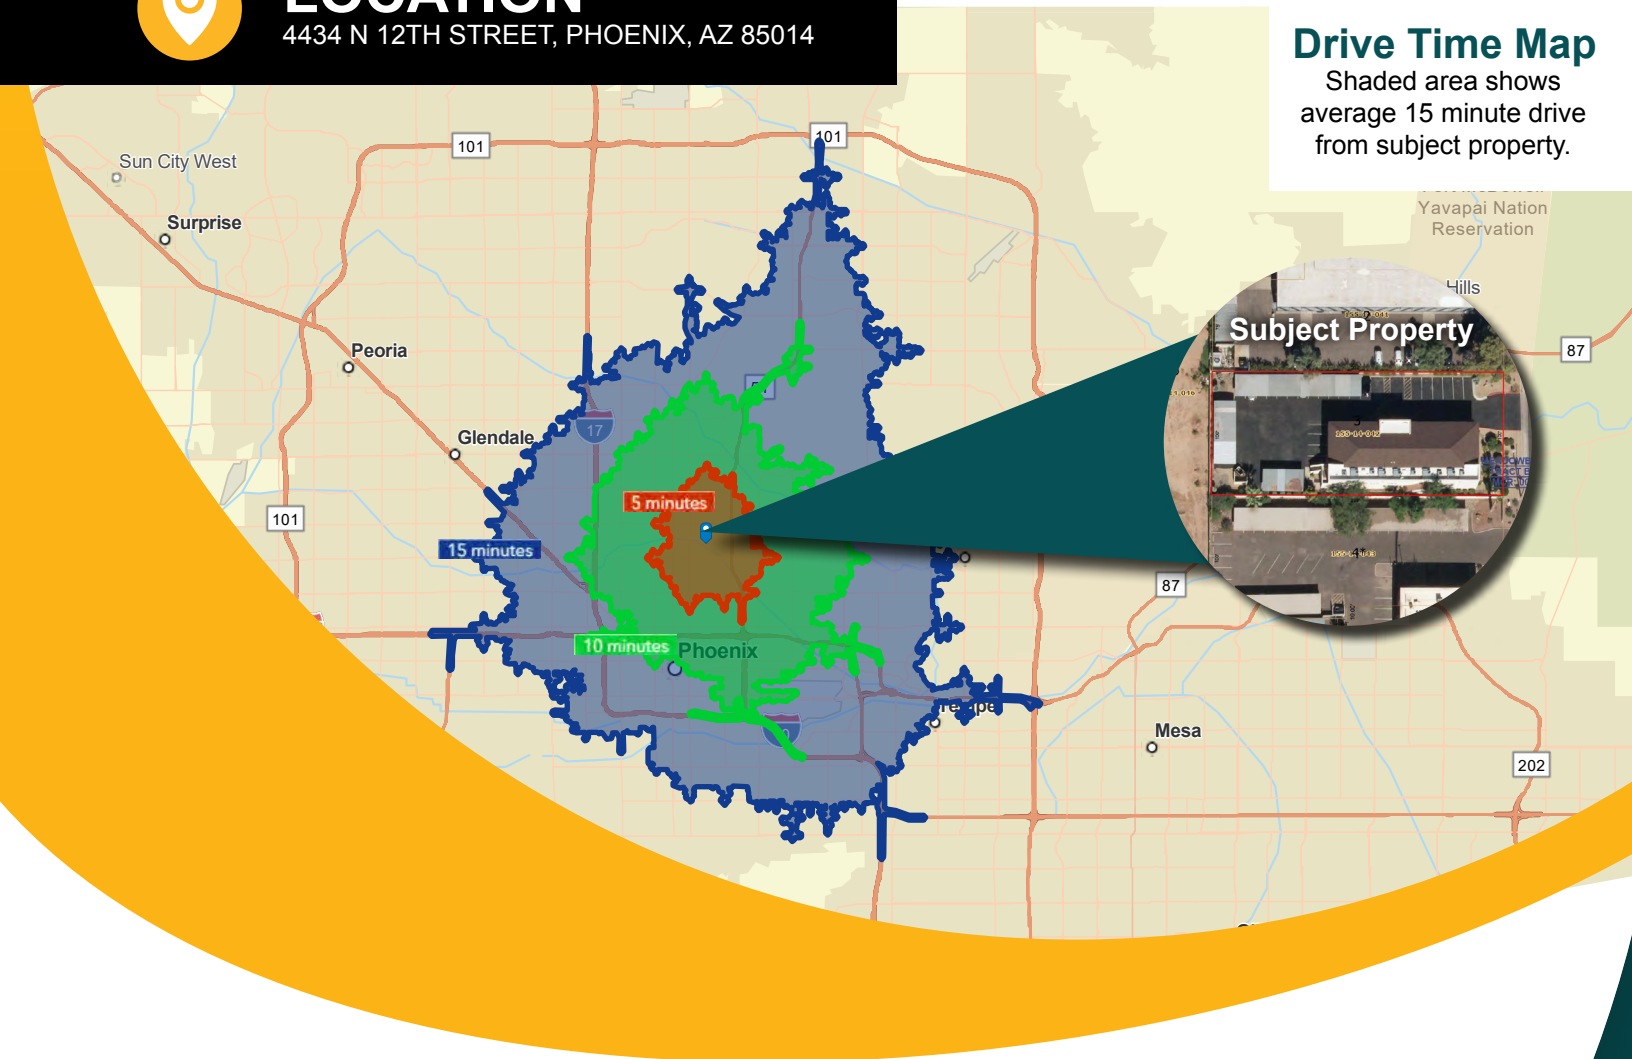 LOCATION
4434 N 12TH STREET, PHOENIX, AZ 85014
Drive Time Map
Shaded area shows
average 15 minute drive
from subject property.
Yavapai Nation
Reservation
101
101
Sun City West
Surprise
Hills
Subject Property
87
Peoria
17
Glendale
5 minutes
101
15 minutes
87
10 minutes
Phoenix
Tempe
Mesa
202